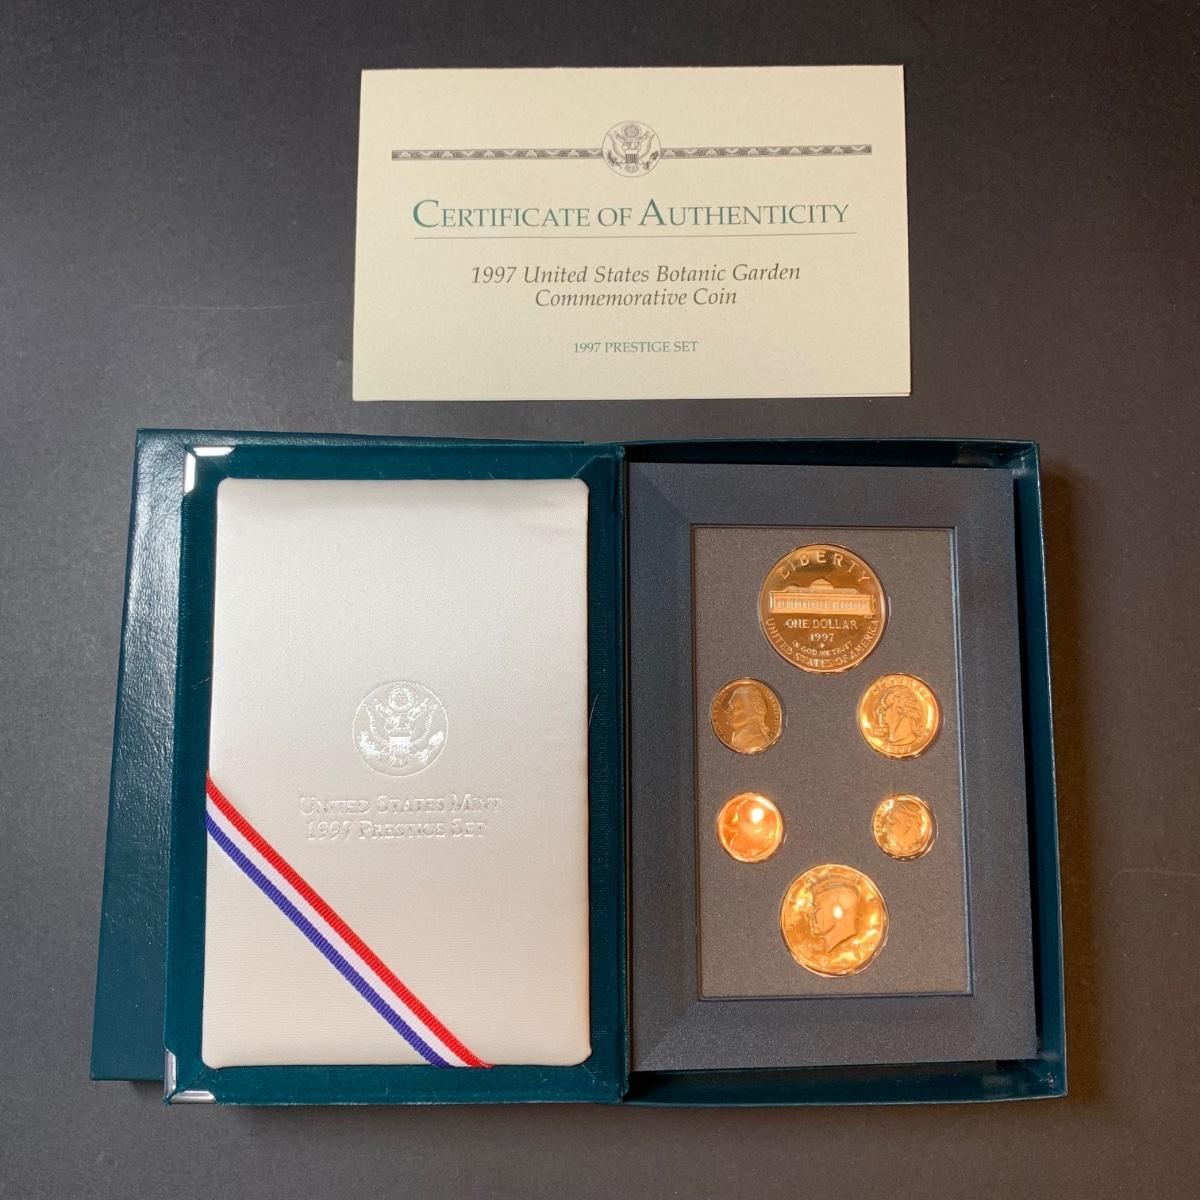 CERTIFICATE OF AUTHENTICITY
1997 United States Botanic Garden
Commemorative Coin
1997 PRESTIGE SET
UNITED STATES MINT
1997 PRESTIGE SET
LIBERTY
ONE DOLLAR
1997
IN GOD WE TRUST
UNITED STATES OF AMERICA